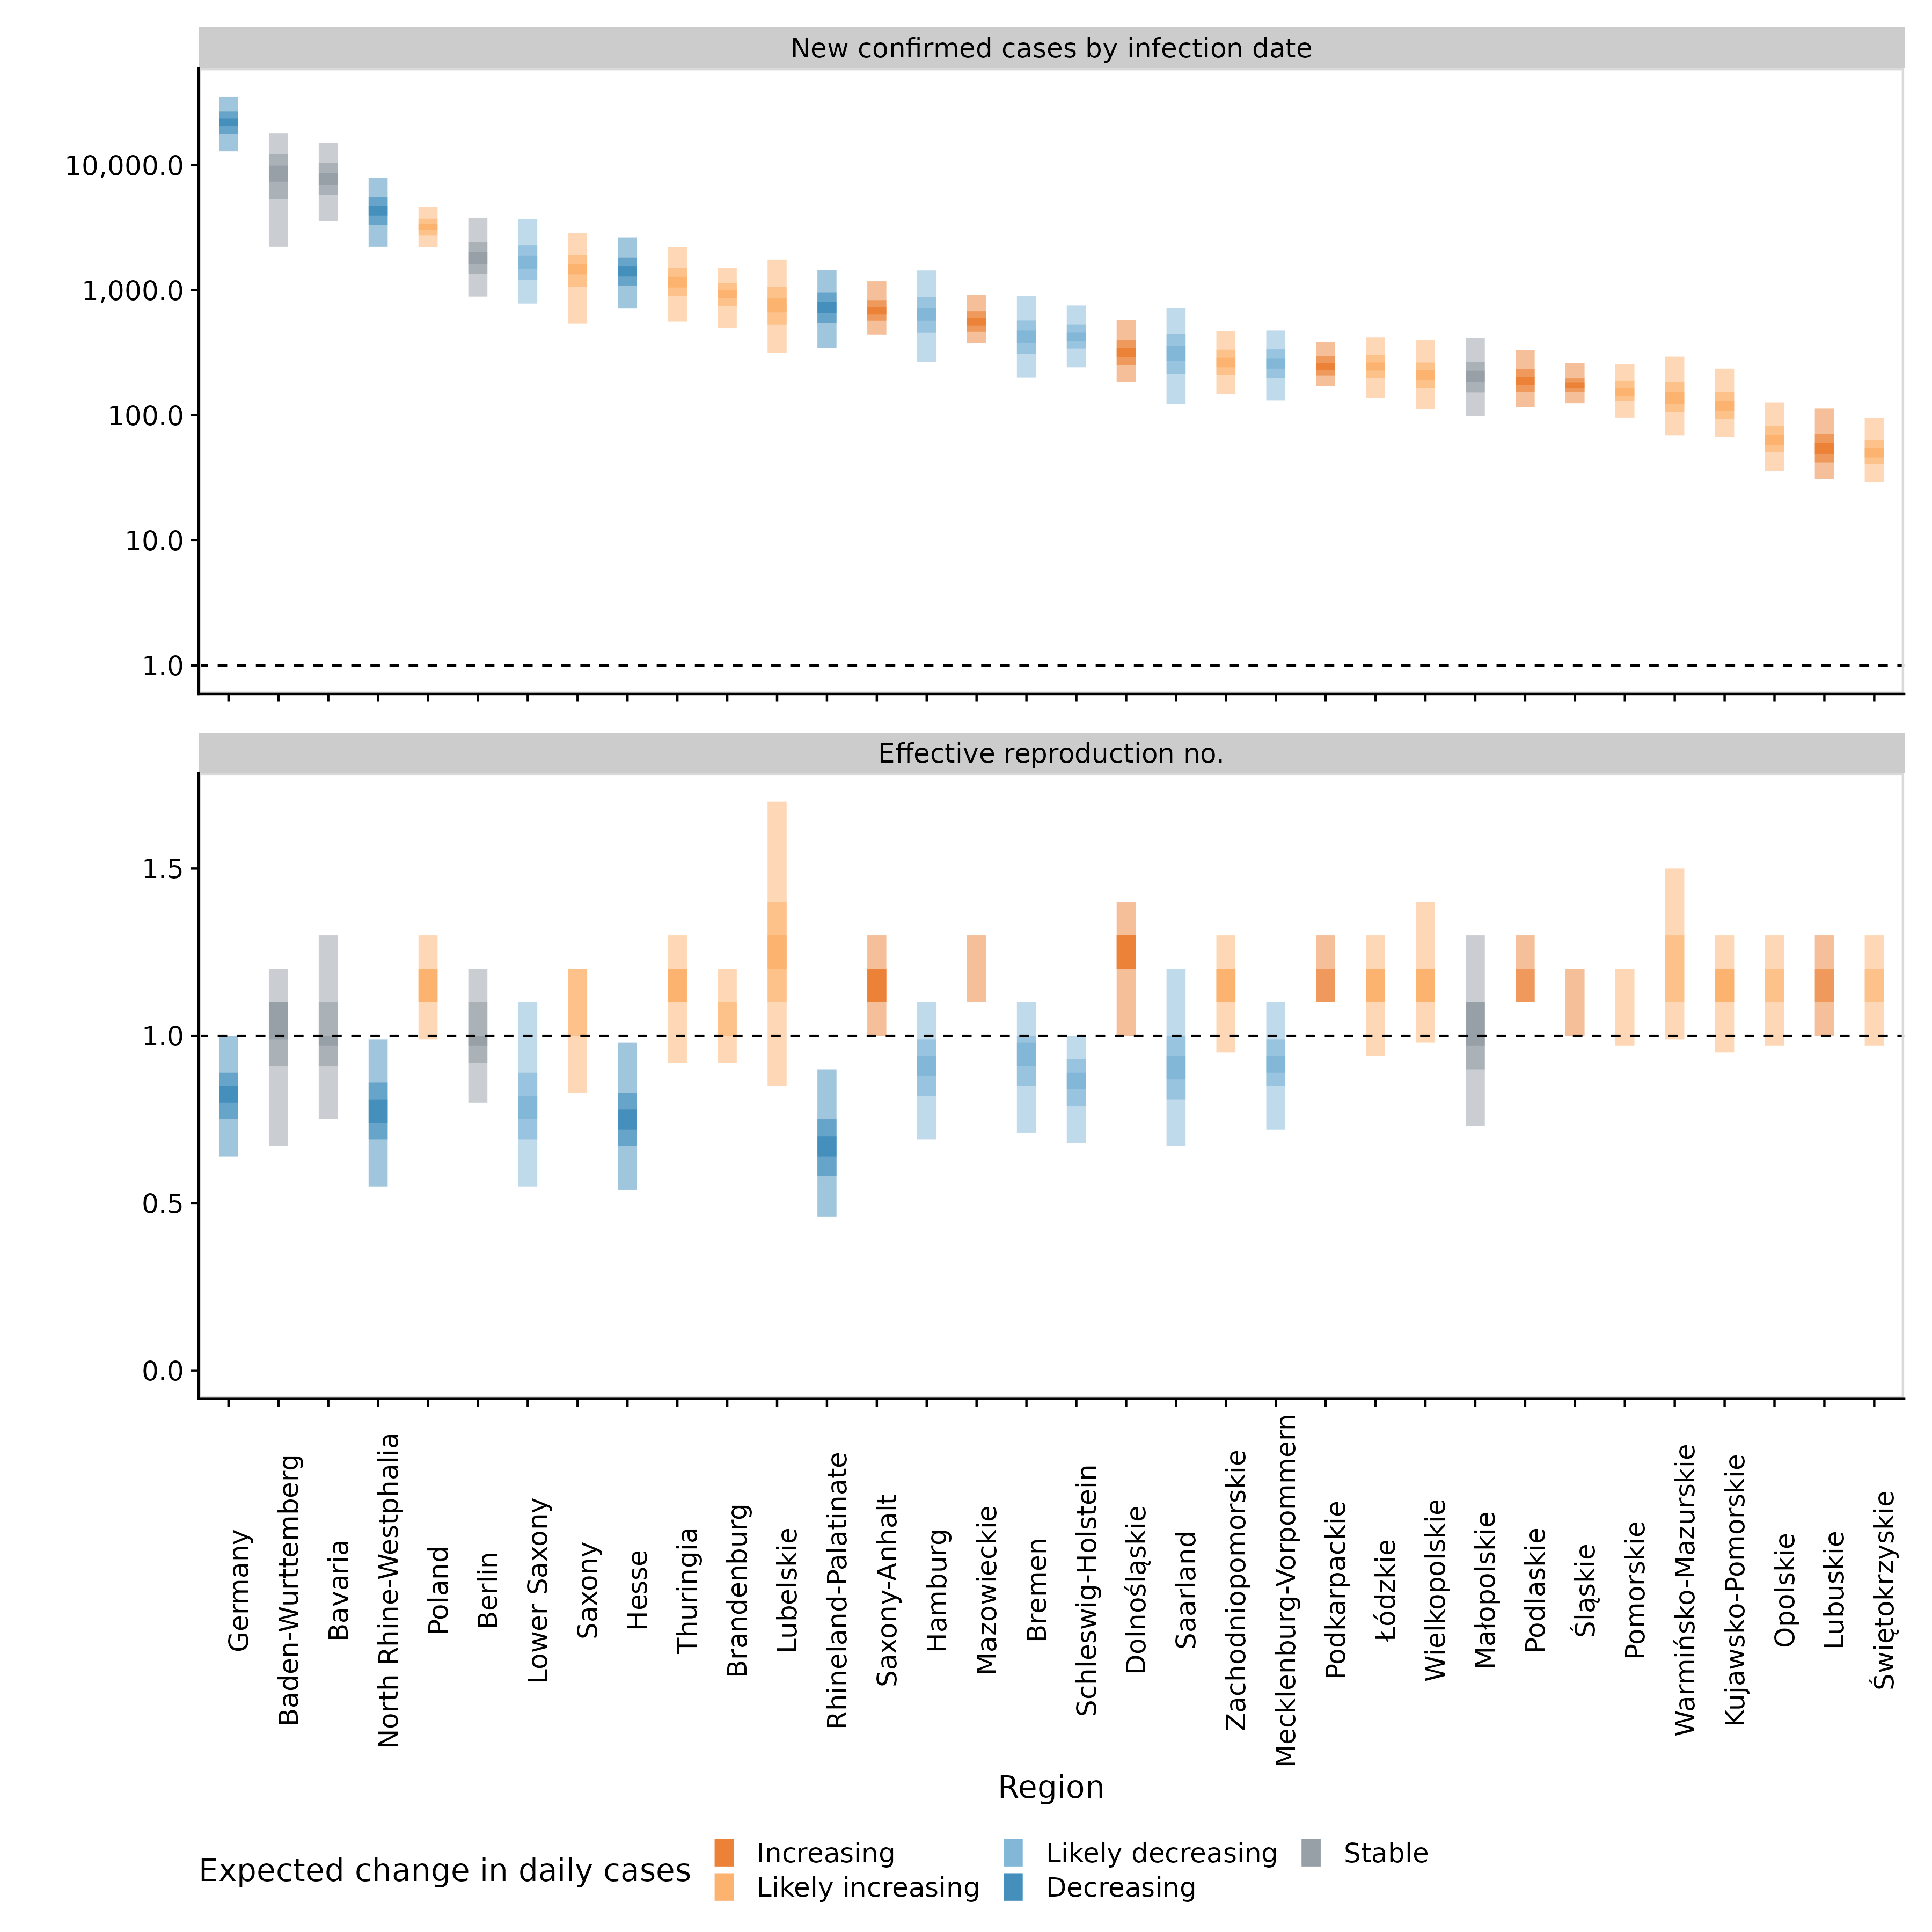 New confirmed cases by infection date
10,000.0
1,000.0
100.0
10.0
1.0
Effective reproduction no.
1.5
1.0
0.5
0.0
Germany
Baden-Wurttemberg
Bavaria
North Rhine-Westphalia
Poland
Berlin
Lower Saxony
Saxony
Hesse
Thuringia
Brandenburg
Lubelskie
Rhineland-Palatinate
Saxony-Anhalt
Hamburg
Mazowieckie
Bremen
Schleswig-Holstein
Dolnośląskie
Saarland
Zachodniopomorskie
Mecklenburg-Vorpommern
Podkarpackie
Łódzkie
Wielkopolskie
Małopolskie
Podlaskie
Śląskie
Pomorskie
Warmińsko-Mazurskie
Kujawsko-Pomorskie
Opolskie
Lubuskie
Świętokrzyskie
Region
Expected change in daily cases
Increasing
Likely increasing
Likely decreasing
Decreasing
Stable